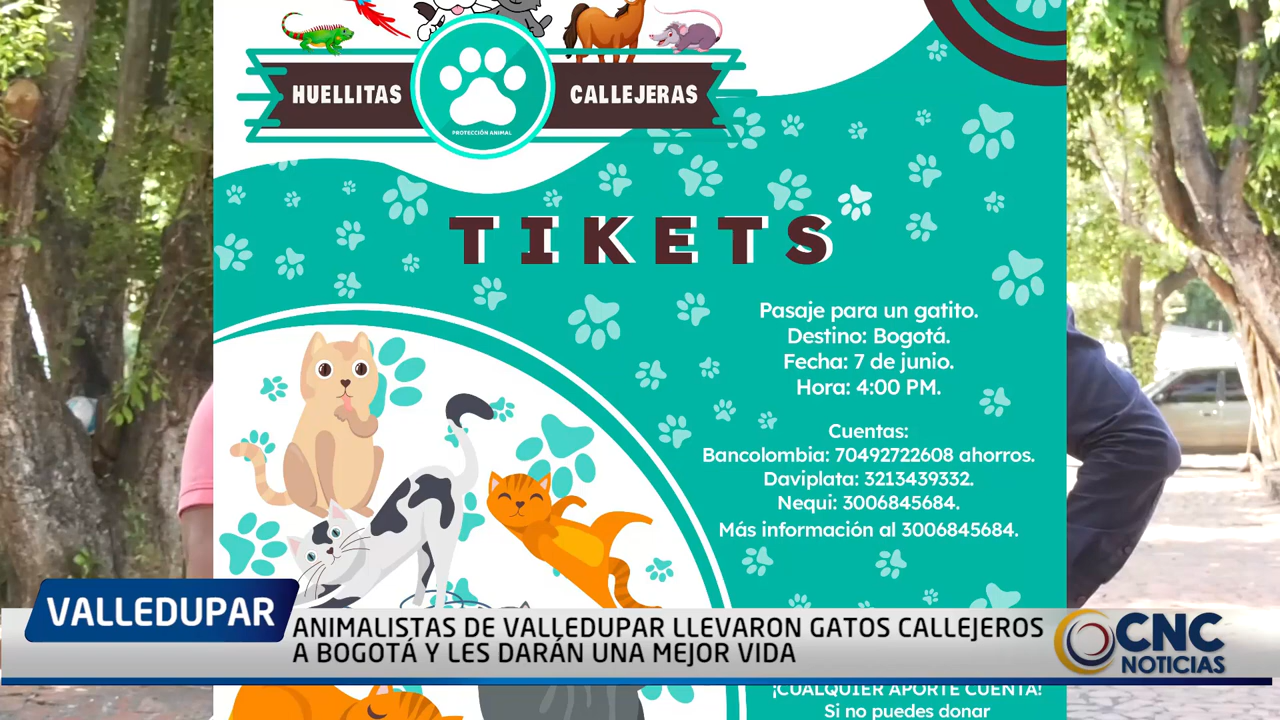 HUELLITAS CALLEJERAS
PROTECCIÓN ANIMAL
TIKETS
Pasaje para un gatito.
Destino: Bogotá.
Fecha: 7 de junio.
Hora: 4:00 PM.
Cuentas:
Bancolombia: 70492722608 ahorros.
Daviplata: 3213439332.
Nequi: 3006845684.
Más información al 3006845684.
VALLEDUPAR
ANIMALISTAS DE VALLEDUPAR LLEVARON GATOS CALLEJEROS
A BOGOTÁ Y LES DARÁN UNA MEJOR VIDA
CNC
NOTICIAS
¡CUALQUIER APORTE CUENTA!
Si no puedes donar